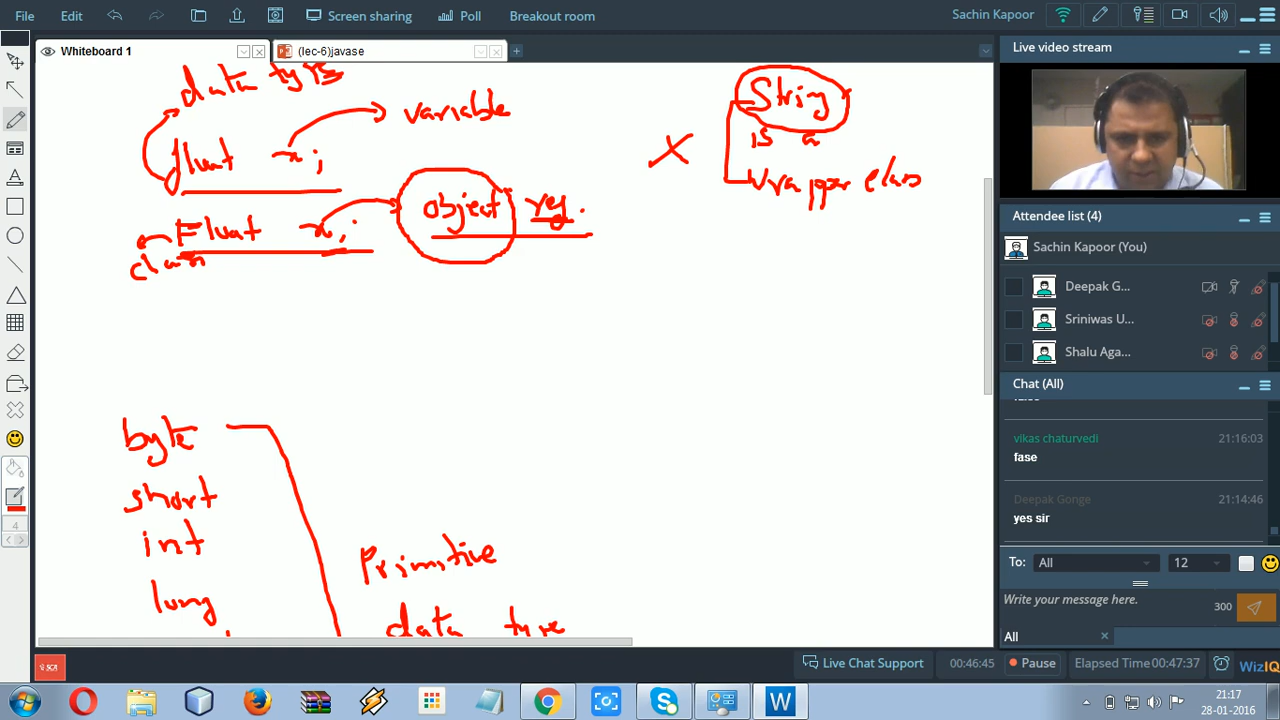 File Edit Screen sharing Poll Breakout room Sachin Kapoor
Whiteboard 1 (lec-6)javase
Live video stream
data types
float x; variable
Float x; object ref.
class
String
is a
X Wrapper class
byte
short
int
long
Primitive
data type
Attendee list (4)
Sachin Kapoor (You)
Deepak G...
Sriniwas U...
Shalu Aga...
Chat (All)
vikas chaturvedi 21:16:03
fase
Deepak Gonge 21:14:46
yes sir
To: All 12
Write your message here. 300
All
4
Live Chat Support 00:46:45 Pause Elapsed Time 00:47:37 WizIQ
21:17
28-01-2016